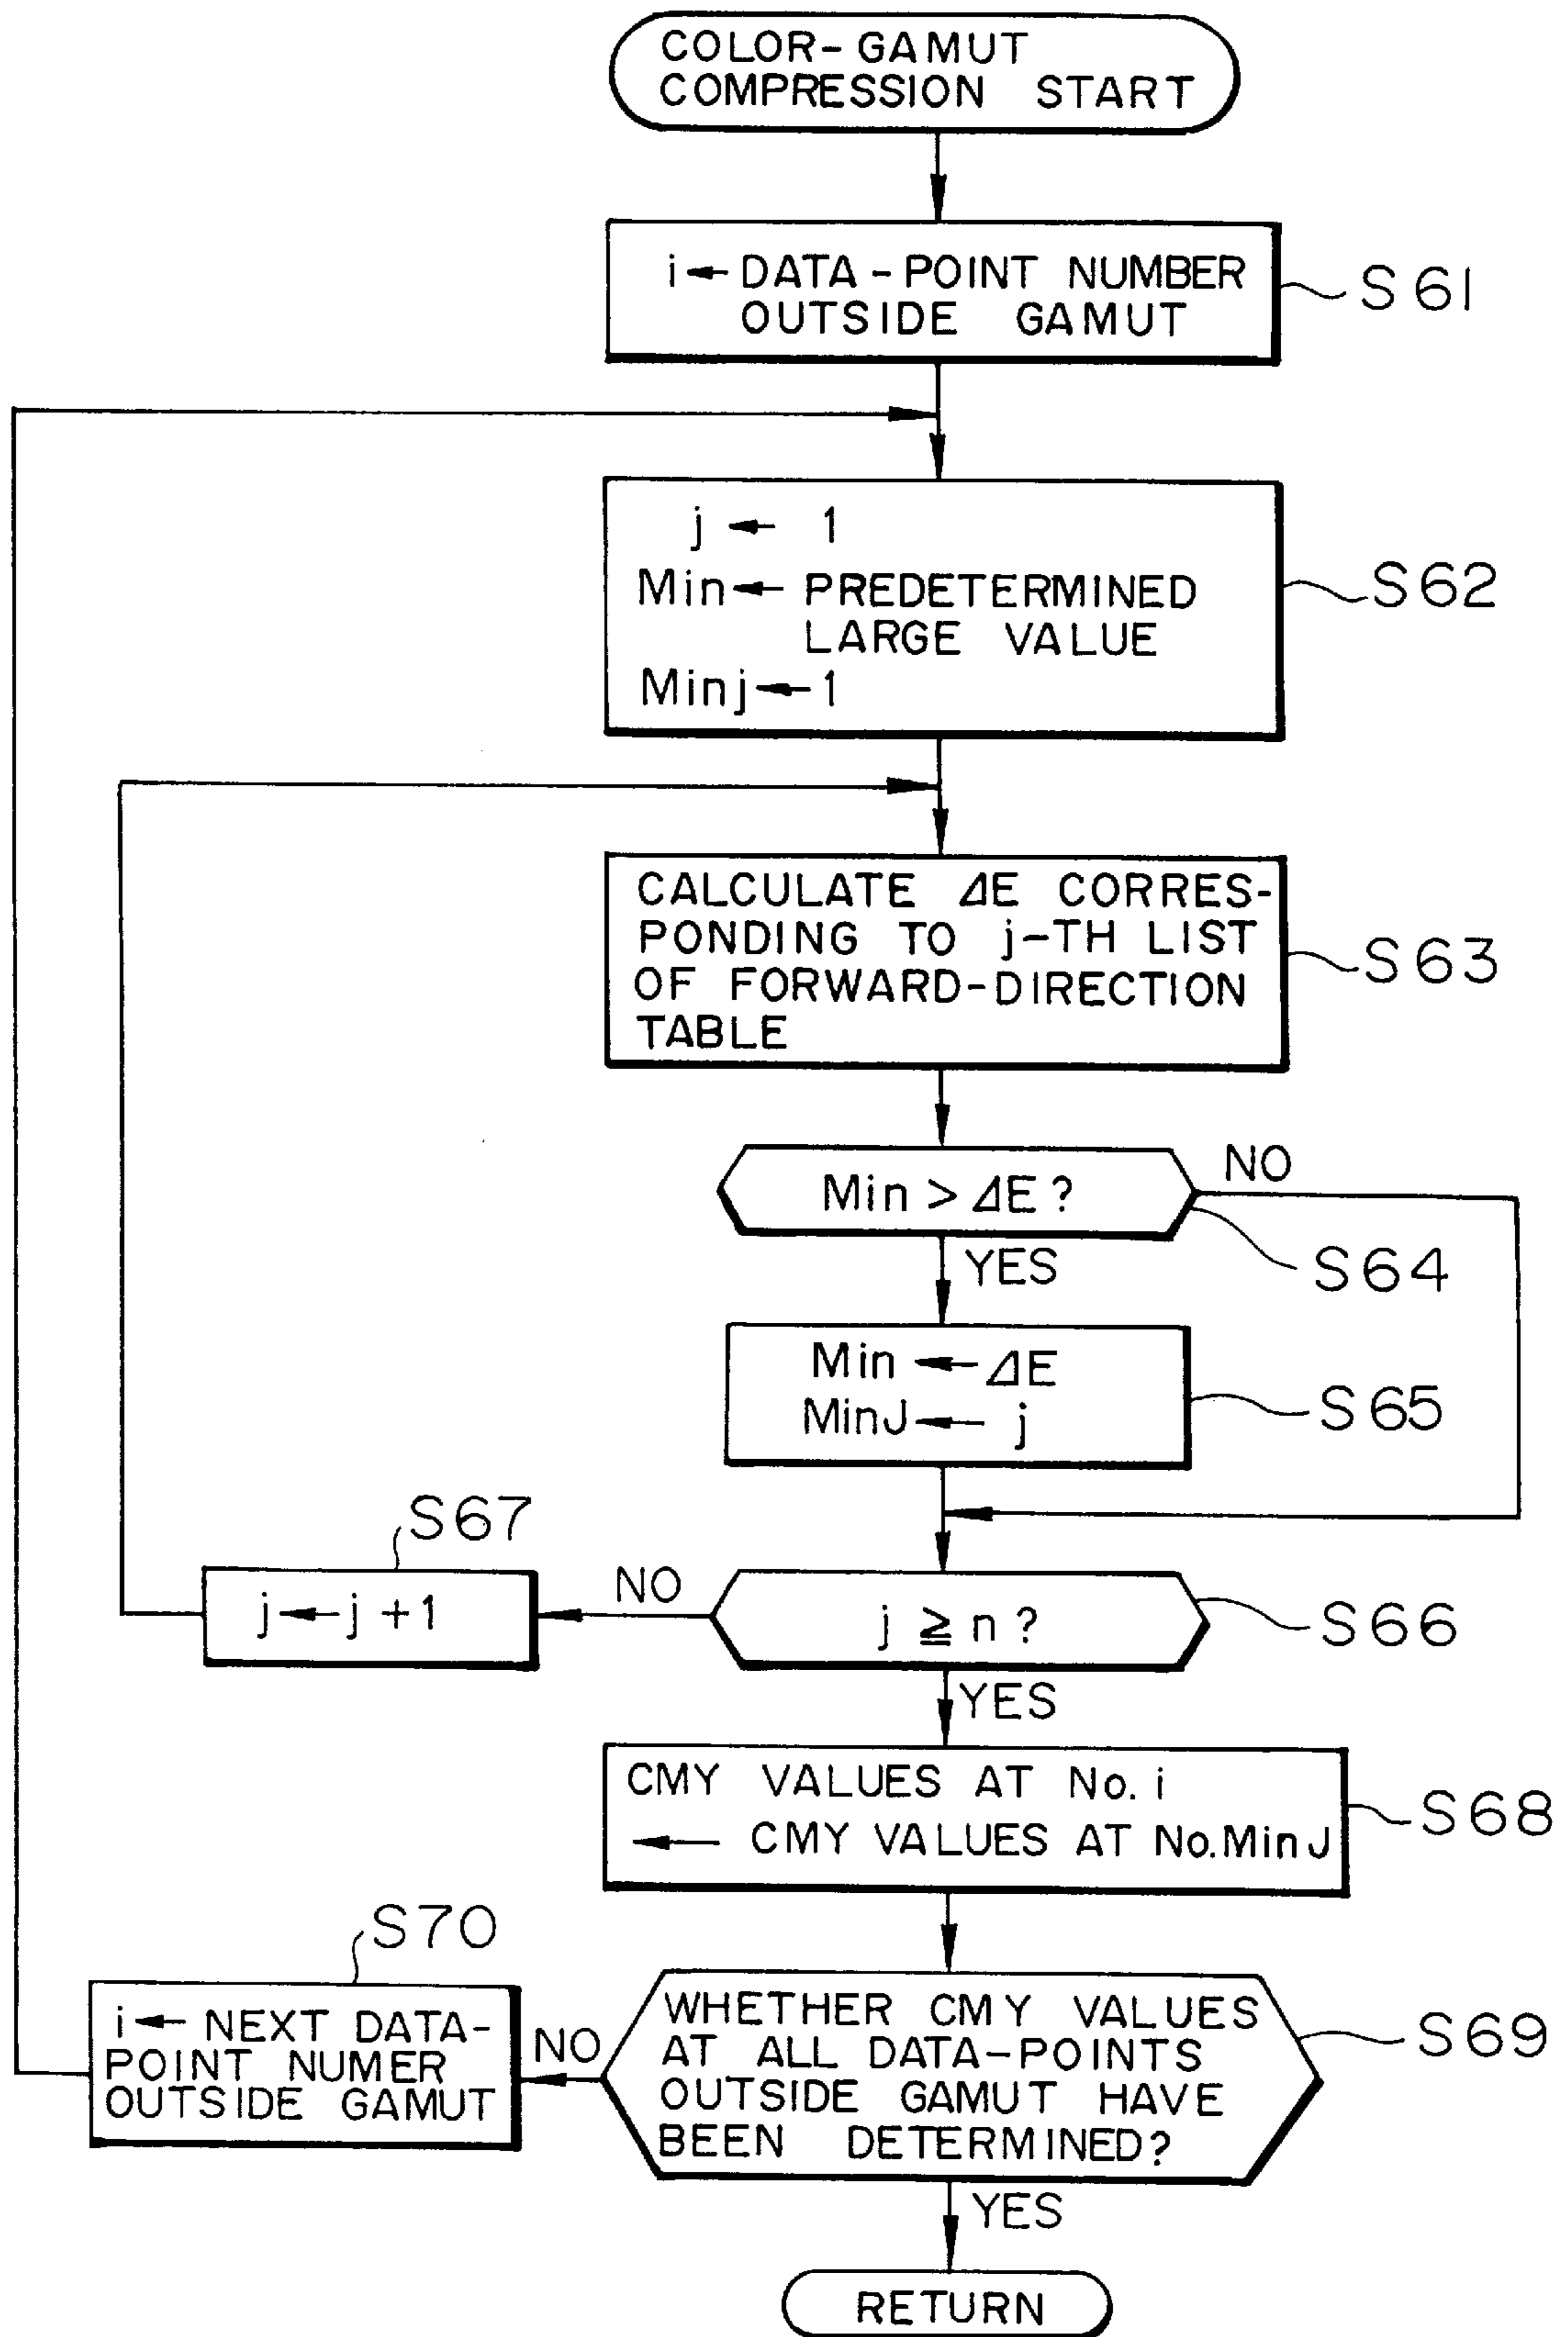 COLOR-GAMUT
COMPRESSION START
i ← DATA-POINT NUMBER
OUTSIDE GAMUT
S61
j ← 1
Min ← PREDETERMINED
LARGE VALUE
Minj ← 1
S62
CALCULATE ΔE CORRES-
PONDING TO j-TH LIST
OF FORWARD-DIRECTION
TABLE
S63
Min > ΔE ?
NO
S64
YES
Min ← ΔE
MinJ ← j
S65
S67
j ← j + 1
NO
j ≧ n ?
S66
YES
CMY VALUES AT No. i
← CMY VALUES AT No. MinJ
S68
S70
i ← NEXT DATA-
POINT NUMER
OUTSIDE GAMUT
NO
WHETHER CMY VALUES
AT ALL DATA-POINTS
OUTSIDE GAMUT HAVE
BEEN DETERMINED?
S69
YES
RETURN